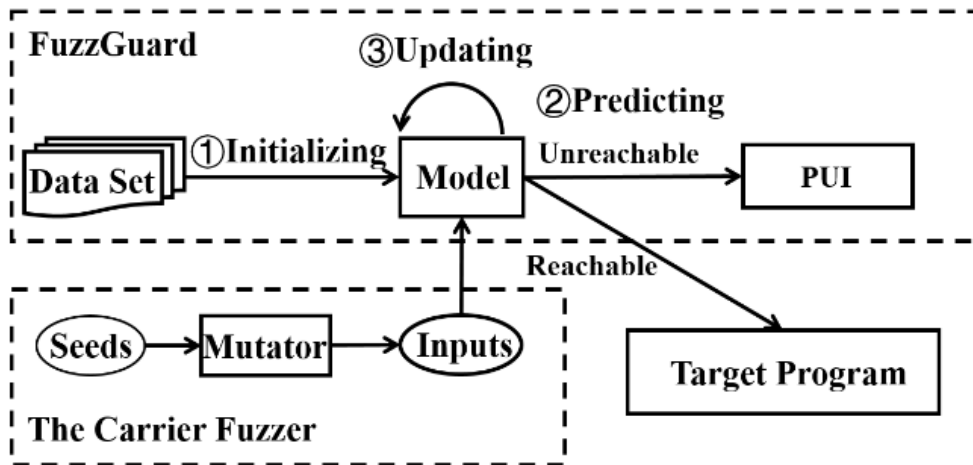 FuzzGuard
③Updating
②Predicting
①Initializing
Data Set
Model
Unreachable
PUI
Reachable
Seeds
Mutator
Inputs
Target Program
The Carrier Fuzzer